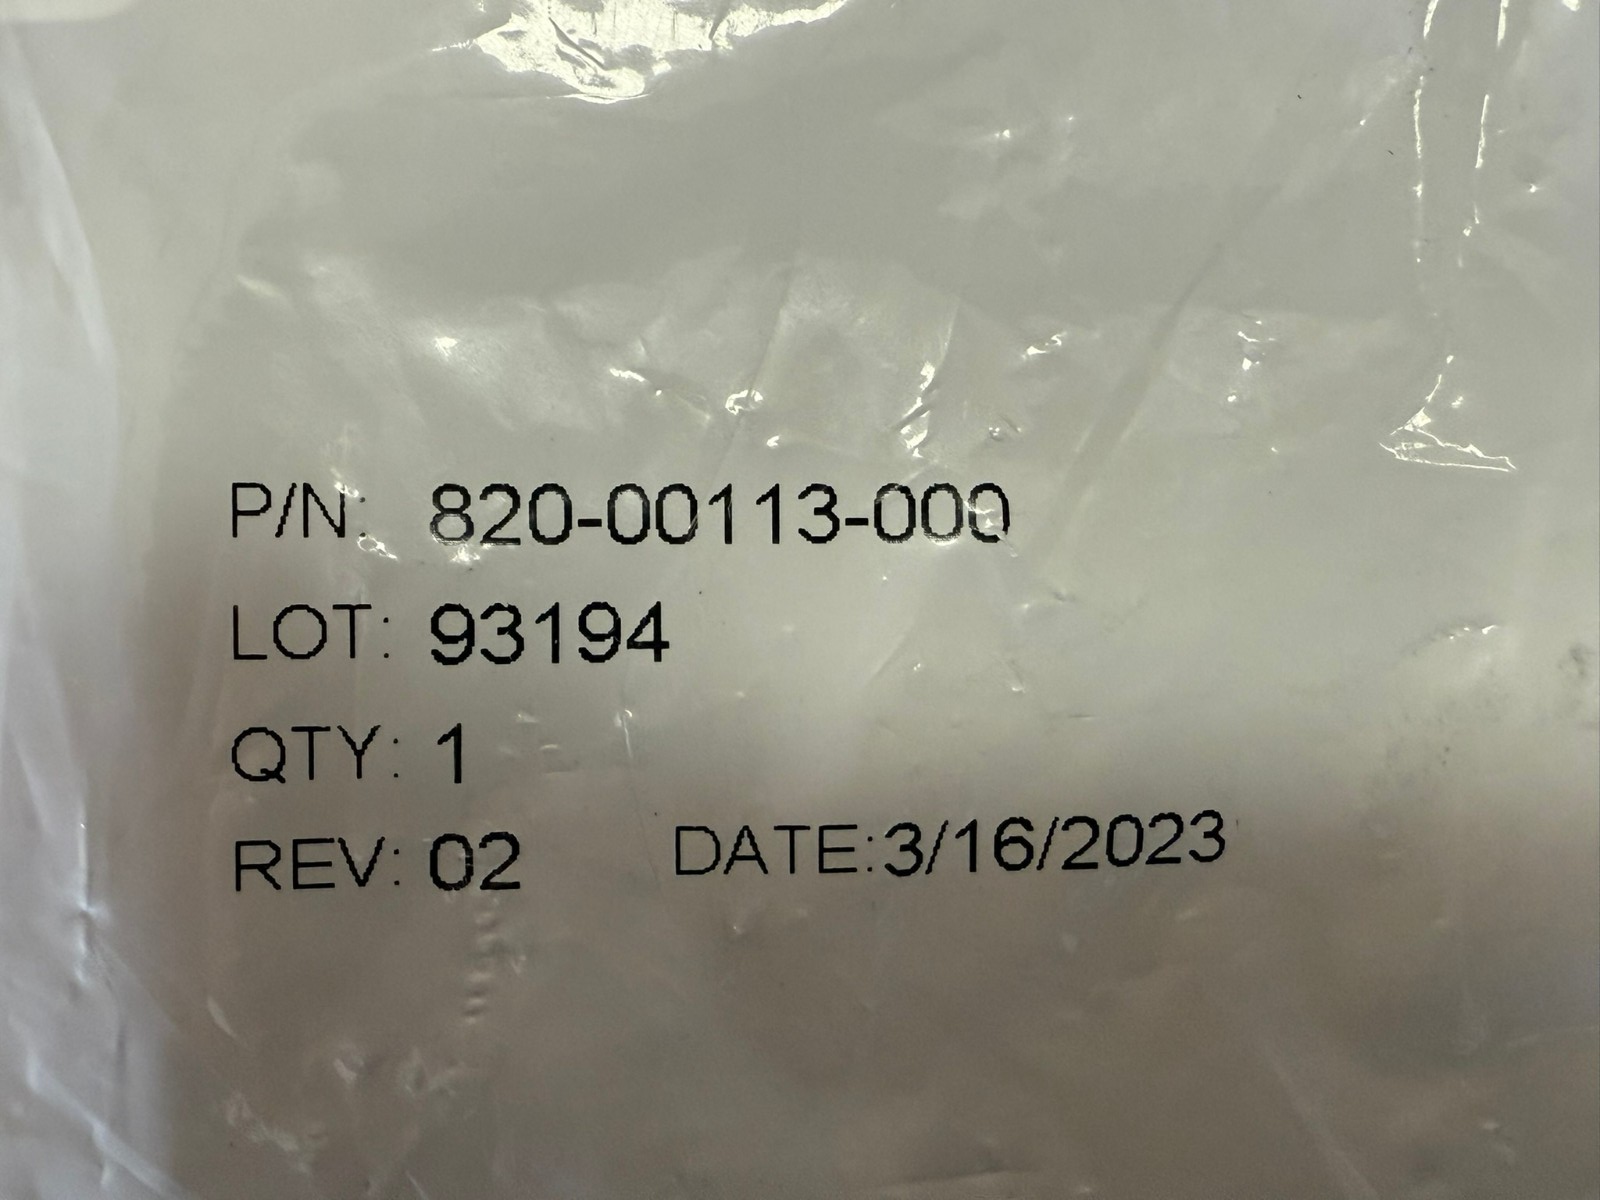 P/N: 820-00113-000
LOT: 93194
QTY: 1
REV: 02 DATE:3/16/2023